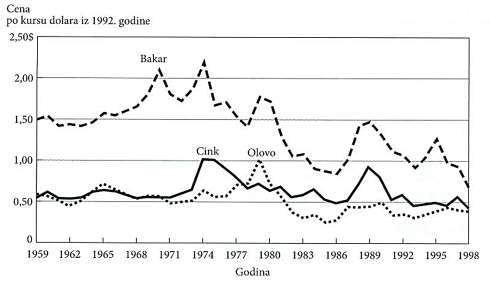 Cena
po kursu dolara iz 1992. godine
2,50$
Bakar
2,00
1,50
Cink
Olovo
1,00
0,50
0
1959 1962 1965 1968 1971 1974 1977 1980 1983 1986 1989 1992 1995 1998
Godina